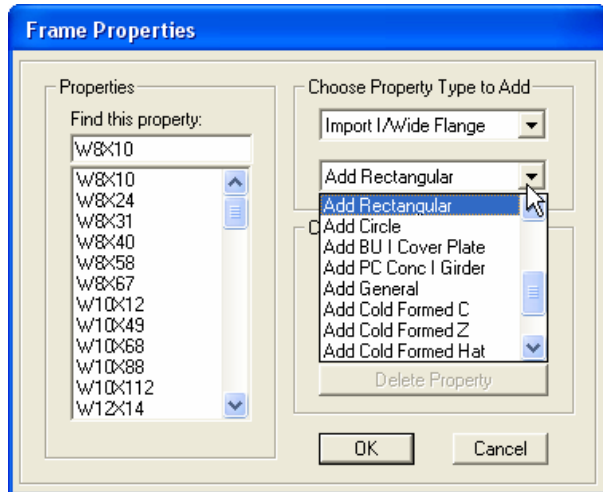 Frame Properties
Properties
Find this property:
W8X10
W8X10
W8X24
W8X31
W8X40
W8X58
W8X67
W10X12
W10X49
W10X68
W10X88
W10X112
W12X14
Choose Property Type to Add
Import I/Wide Flange
Add Rectangular
Add Rectangular
Add Circle
Add BU I Cover Plate
Add PC Conc I Girder
Add General
Add Cold Formed C
Add Cold Formed Z
Add Cold Formed Hat
Delete Property
OK
Cancel